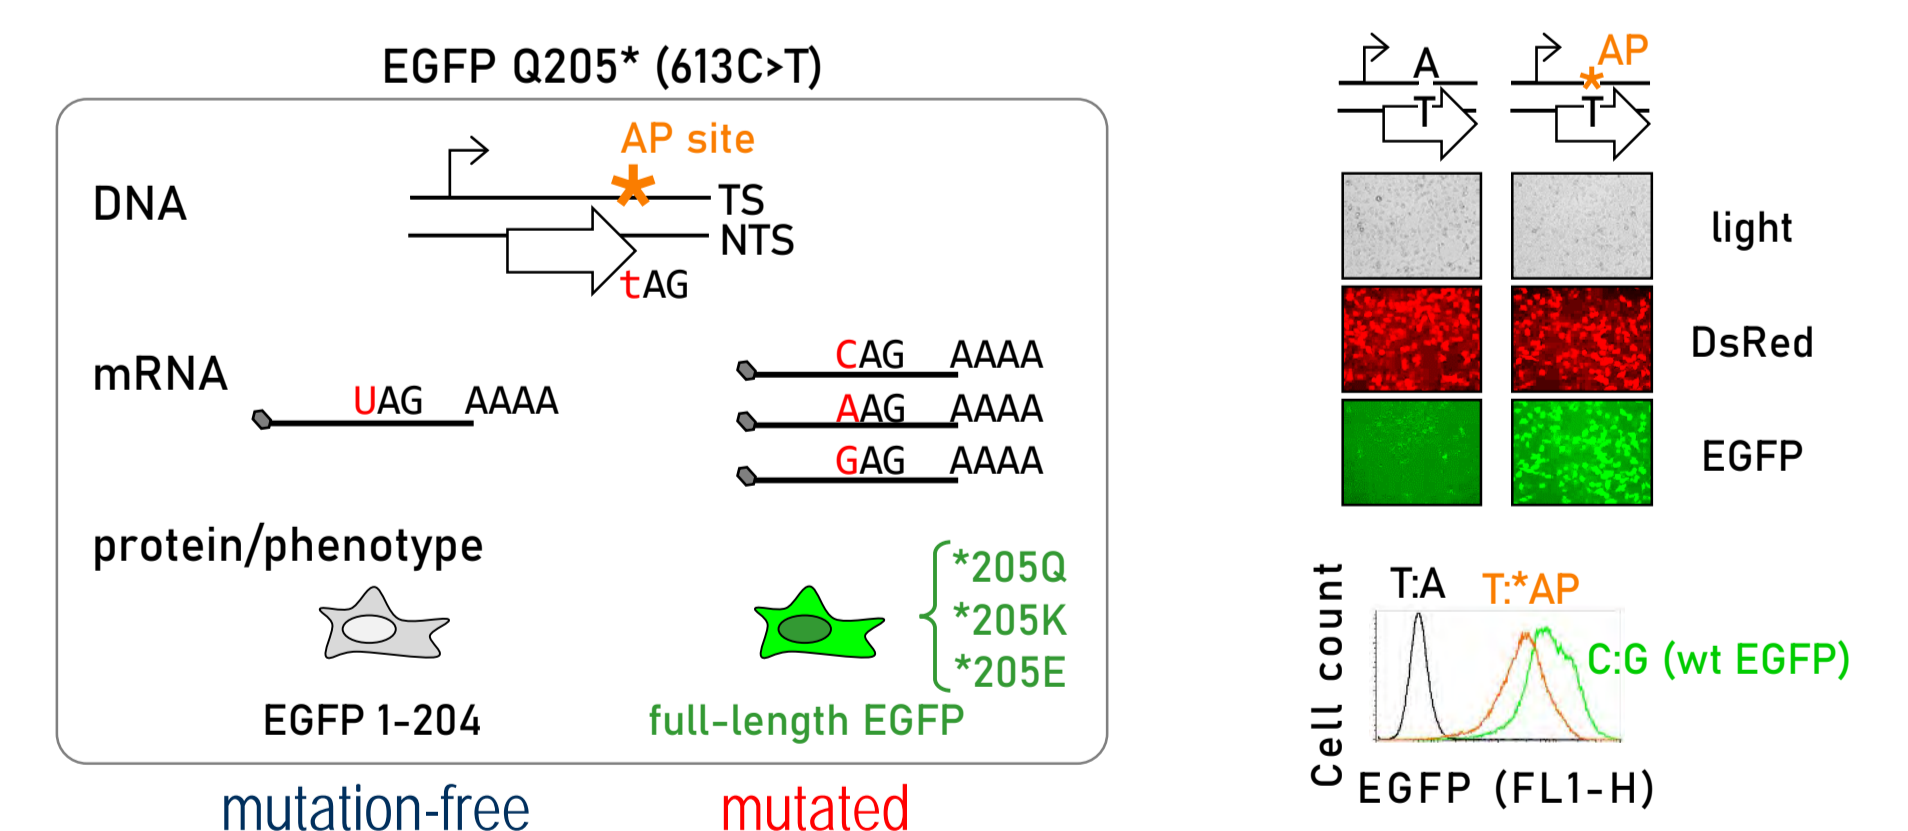 EGFP Q205* (613C>T)
DNA
AP site
TS
NTS
tAG
mRNA
UAG AAAA
CAG AAAA
AAG AAAA
GAG AAAA
protein/phenotype
*205Q
*205K
*205E
EGFP 1-204
full-length EGFP
mutation-free
mutated
A
T
AP
*
T
light
DsRed
EGFP
Cell count
T:A
T:*AP
C:G (wt EGFP)
EGFP (FL1-H)